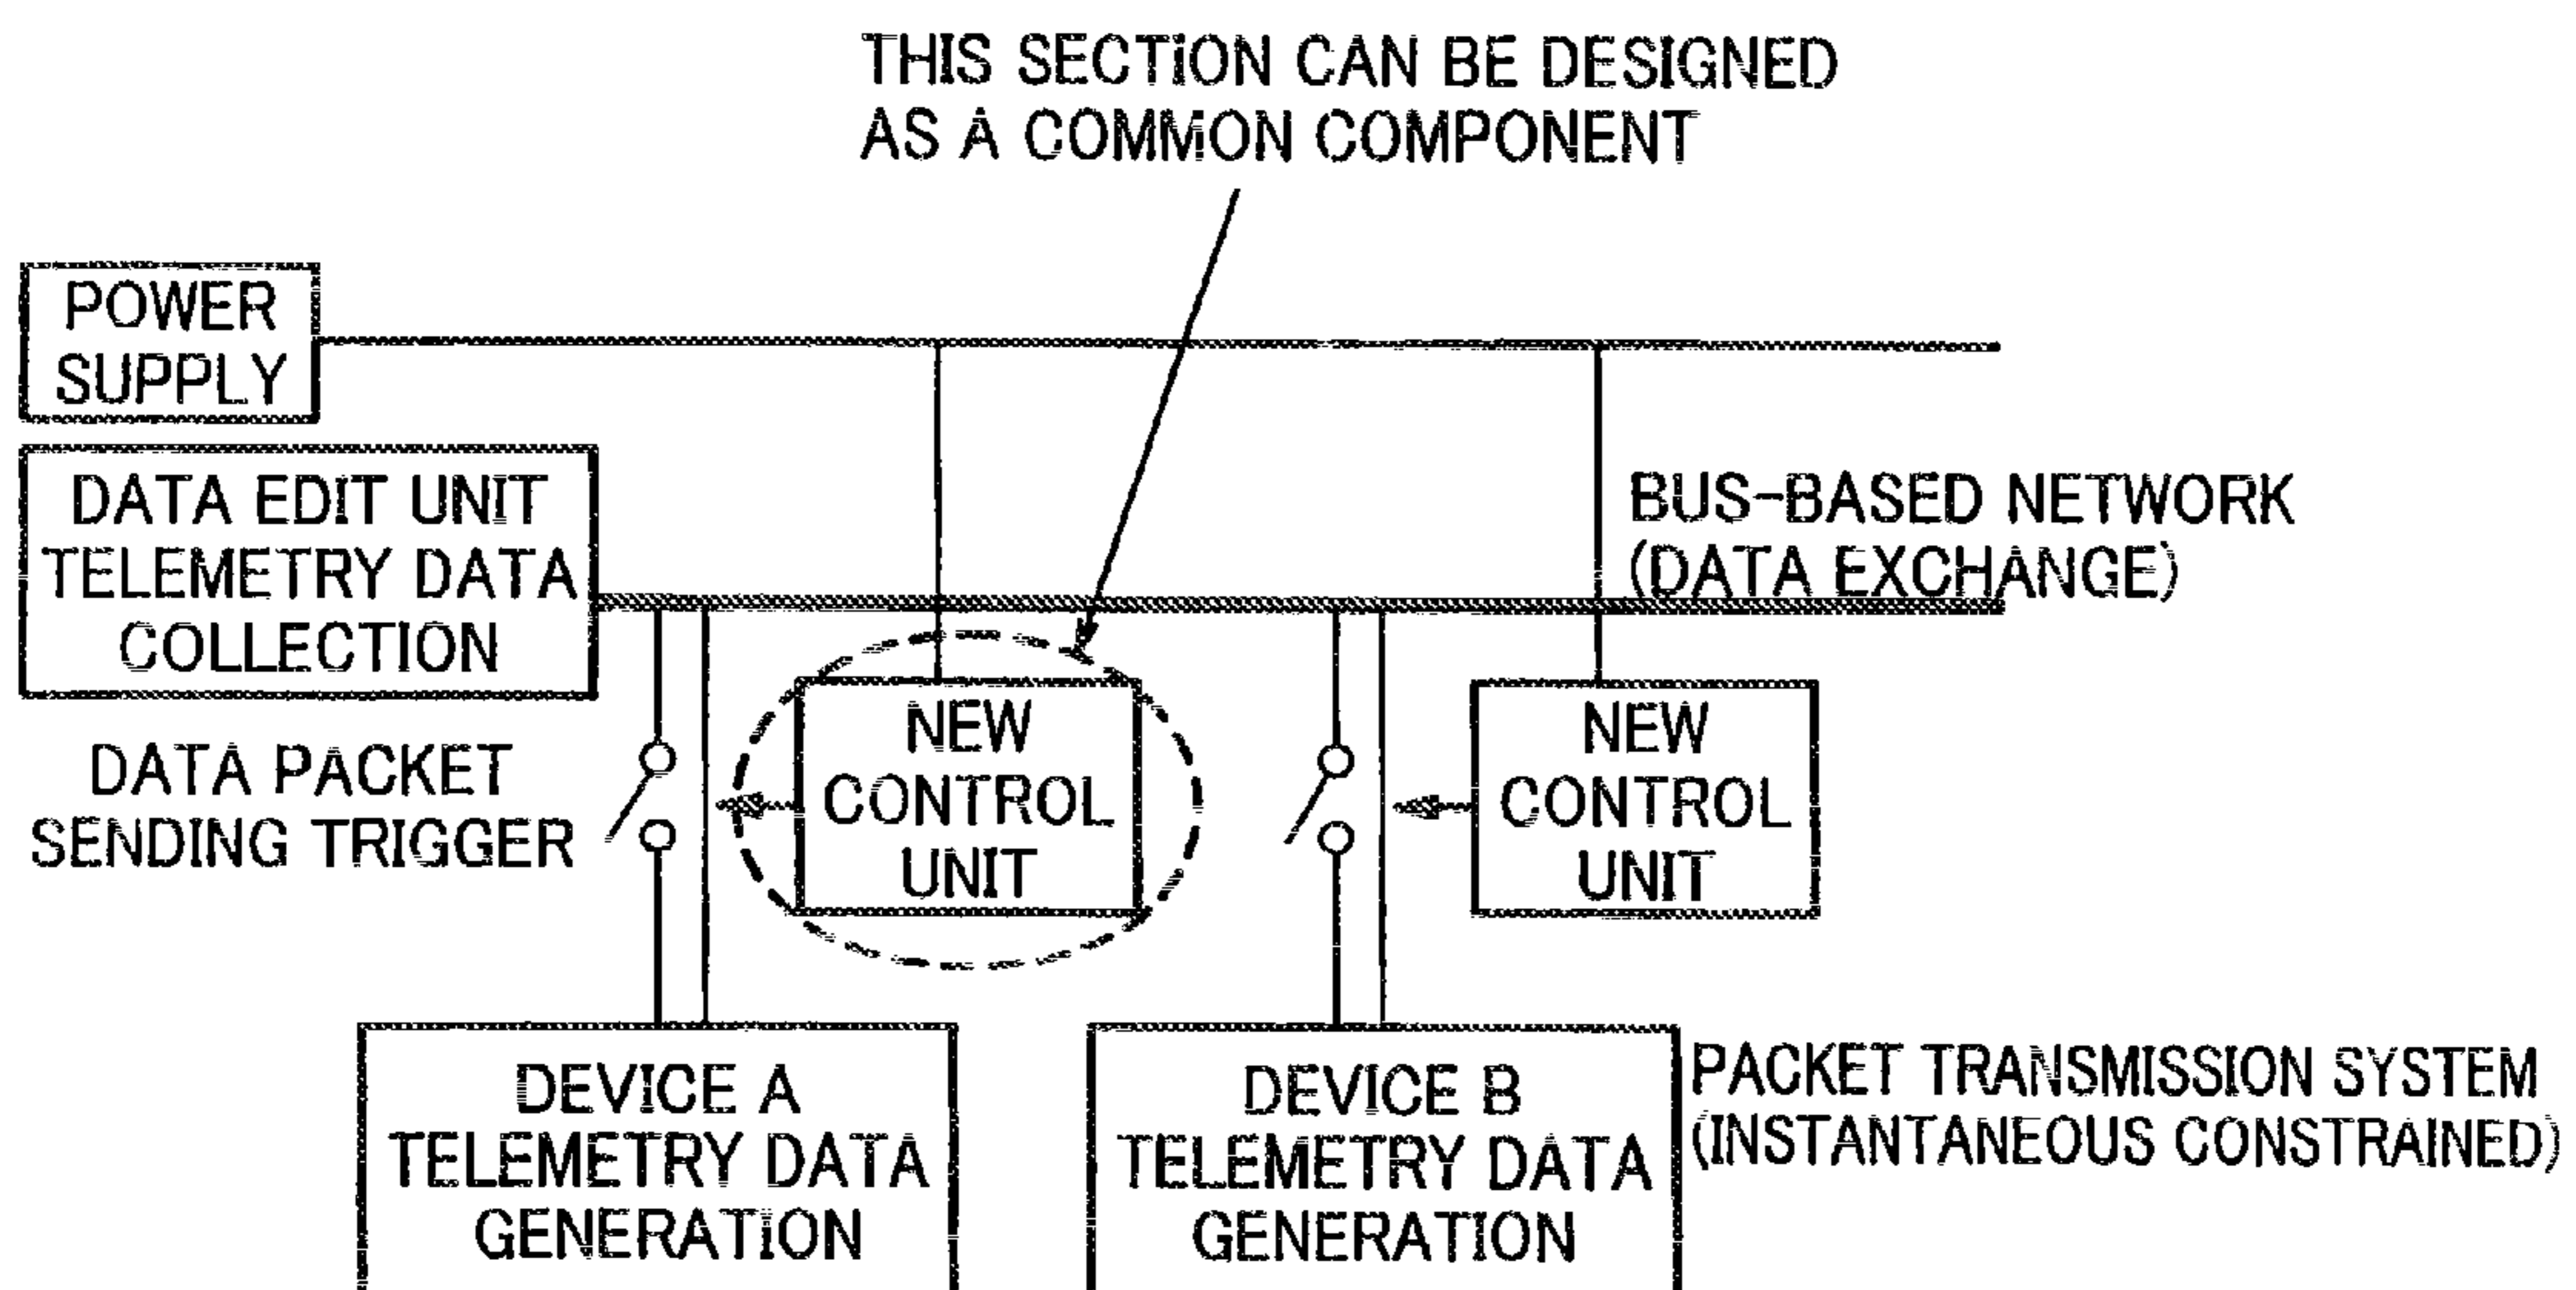 THIS SECTION CAN BE DESIGNED
AS A COMMON COMPONENT
POWER
SUPPLY
DATA EDIT UNIT
TELEMETRY DATA
COLLECTION
BUS-BASED NETWORK
(DATA EXCHANGE)
DATA PACKET
SENDING TRIGGER
NEW
CONTROL
UNIT
NEW
CONTROL
UNIT
DEVICE A
TELEMETRY DATA
GENERATION
DEVICE B
TELEMETRY DATA
GENERATION
PACKET TRANSMISSION SYSTEM
(INSTANTANEOUS CONSTRAINED)